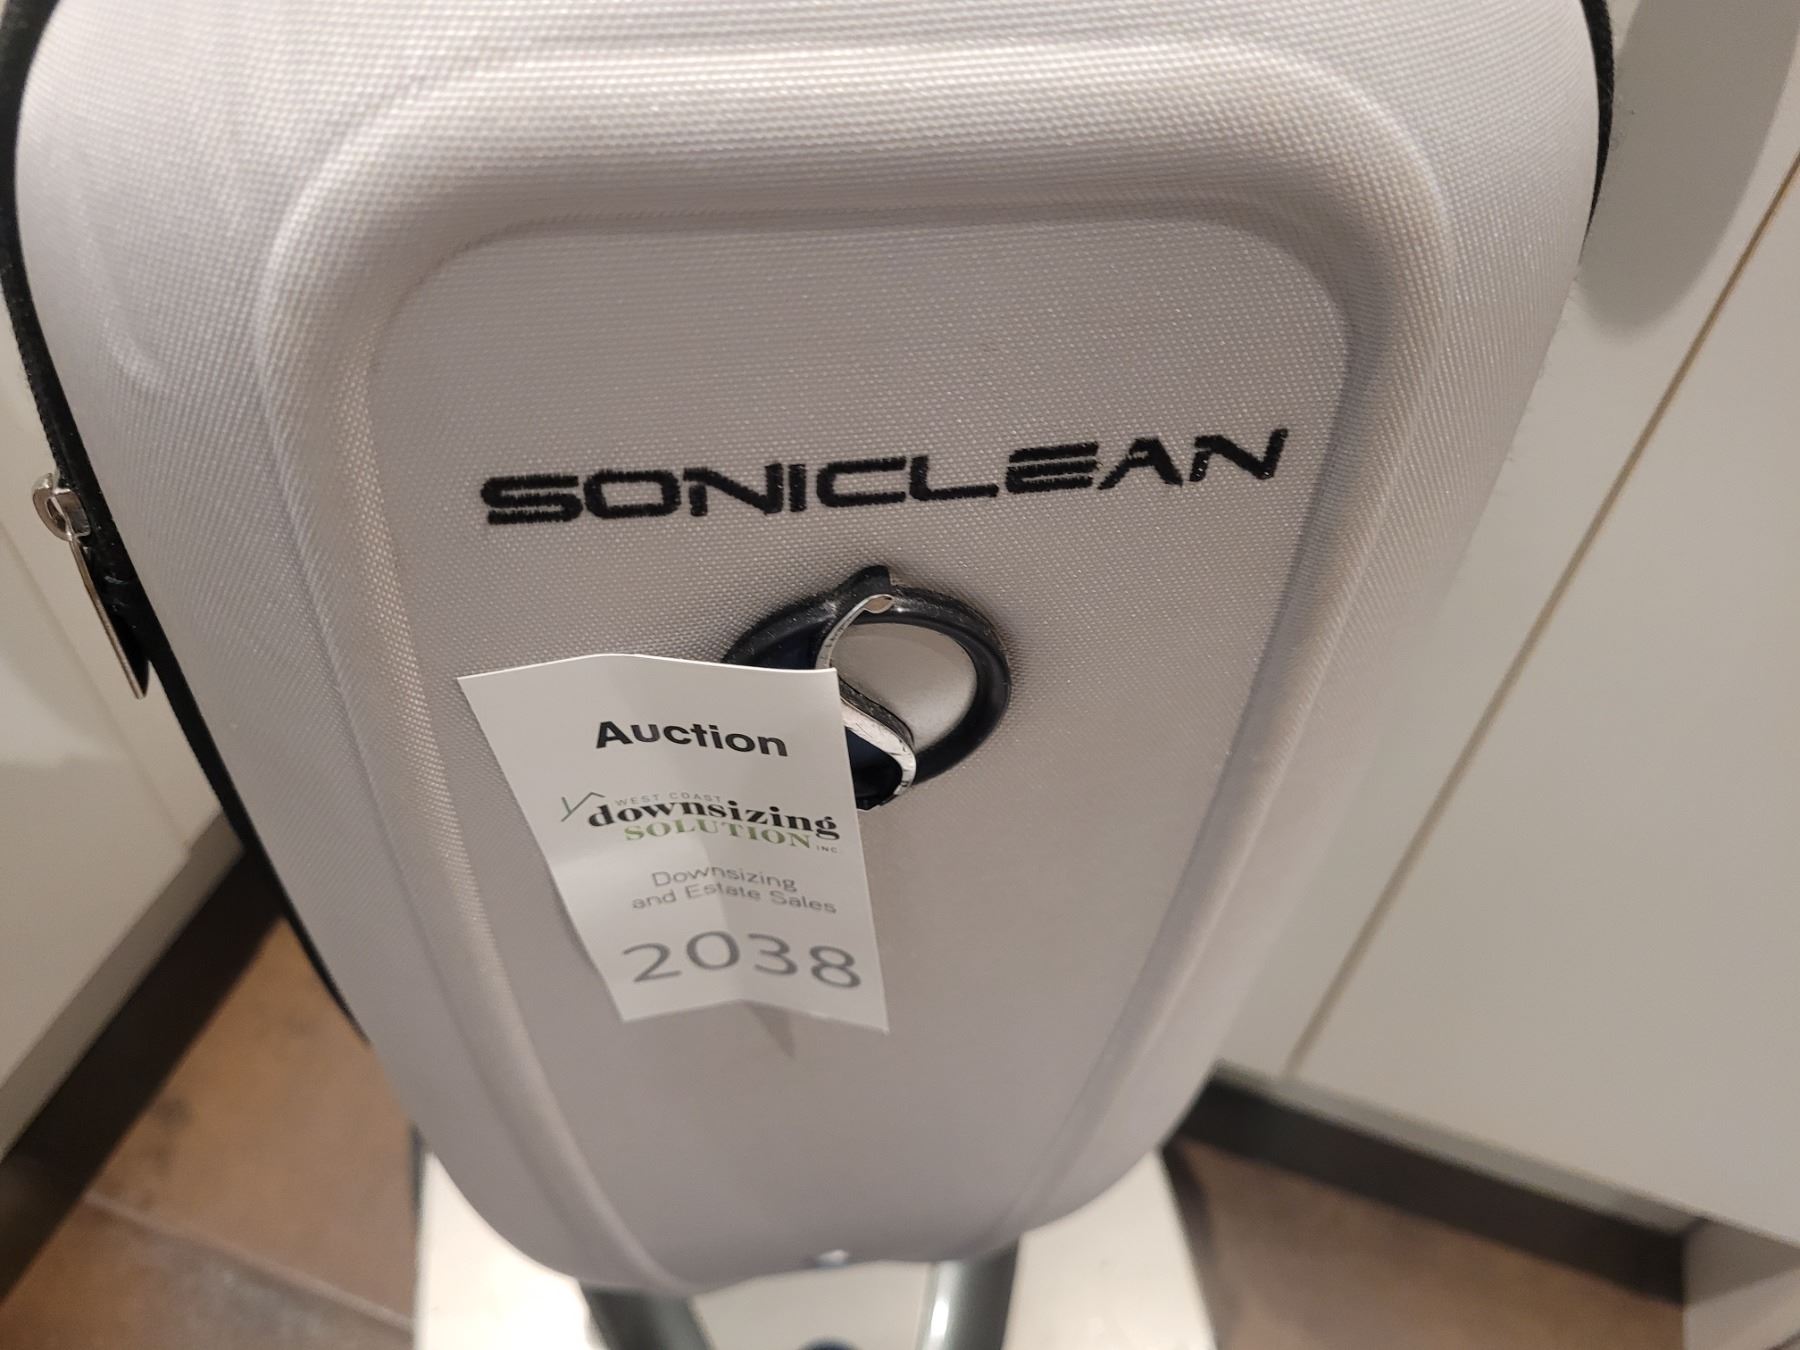 SONICLEAN
Auction
WEST COAST
downsizing
SOLUTION INC
Downsizing
and Estate Sales
2038